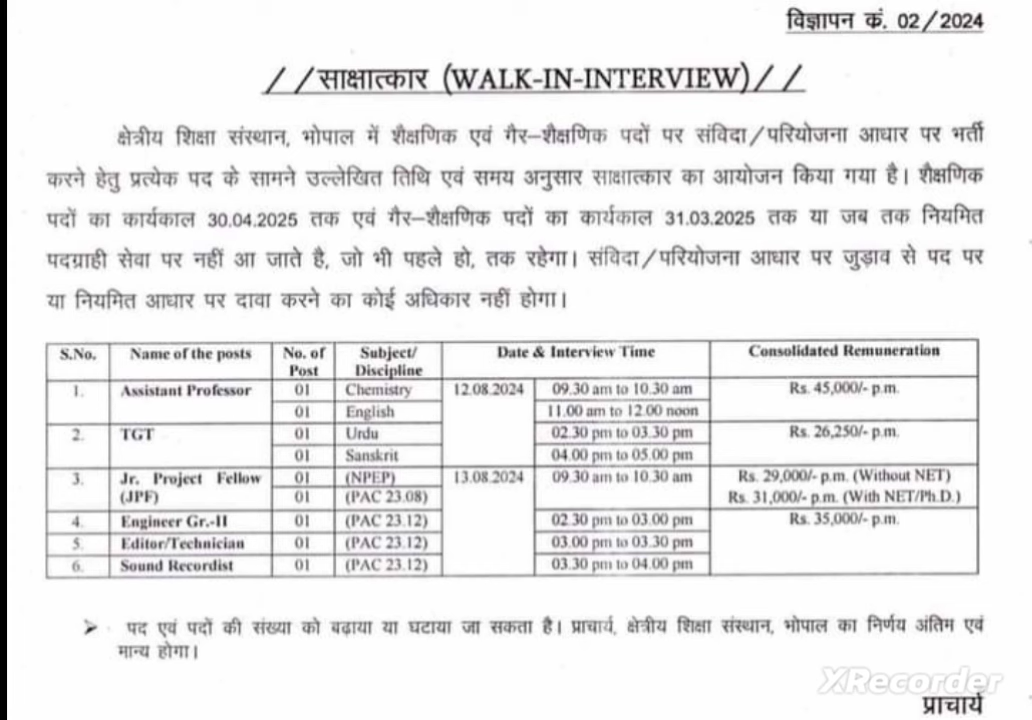 विज्ञापन कं. 02/2024
//साक्षात्कार (WALK-IN-INTERVIEW)//
क्षेत्रीय शिक्षा संस्थान, भोपाल में शैक्षणिक एवं गैर–शैक्षणिक पदों पर संविदा/परियोजना आधार पर भर्ती
करने हेतु प्रत्येक पद के सामने उल्लेखित तिथि एवं समय अनुसार साक्षात्कार का आयोजन किया गया है। शैक्षणिक
पदों का कार्यकाल 30.04.2025 तक एवं गैर–शैक्षणिक पदों का कार्यकाल 31.03.2025 तक या जब तक नियमित
पदग्राही सेवा पर नहीं आ जाते है, जो भी पहले हो, तक रहेगा। संविदा/परियोजना आधार पर जुड़ाव से पद पर
या नियमित आधार पर दावा करने का कोई अधिकार नहीं होगा।
S.No. Name of the posts No. of Post Subject/ Discipline Date & Interview Time Consolidated Remuneration
1. Assistant Professor 01 Chemistry 12.08.2024 09.30 am to 10.30 am Rs. 45,000/- p.m.
01 English 11.00 am to 12.00 noon
2. TGT 01 Urdu 02.30 pm to 03.30 pm Rs. 26,250/- p.m.
01 Sanskrit 04.00 pm to 05.00 pm
3. Jr. Project Fellow 01 (NPEP) 13.08.2024 09.30 am to 10.30 am Rs. 29,000/- p.m. (Without NET)
(JPF) 01 (PAC 23.08) Rs. 31,000/- p.m. (With NET/Ph.D.)
4. Engineer Gr.-II 01 (PAC 23.12) 02.30 pm to 03.00 pm Rs. 35,000/- p.m.
5. Editor/Technician 01 (PAC 23.12) 03.00 pm to 03.30 pm
6. Sound Recordist 01 (PAC 23.12) 03.30 pm to 04.00 pm
➤ पद एवं पदों की संख्या को बढ़ाया या घटाया जा सकता है। प्राचार्य, क्षेत्रीय शिक्षा संस्थान, भोपाल का निर्णय अंतिम एवं
मान्य होगा।
XRecorder
प्राचार्य